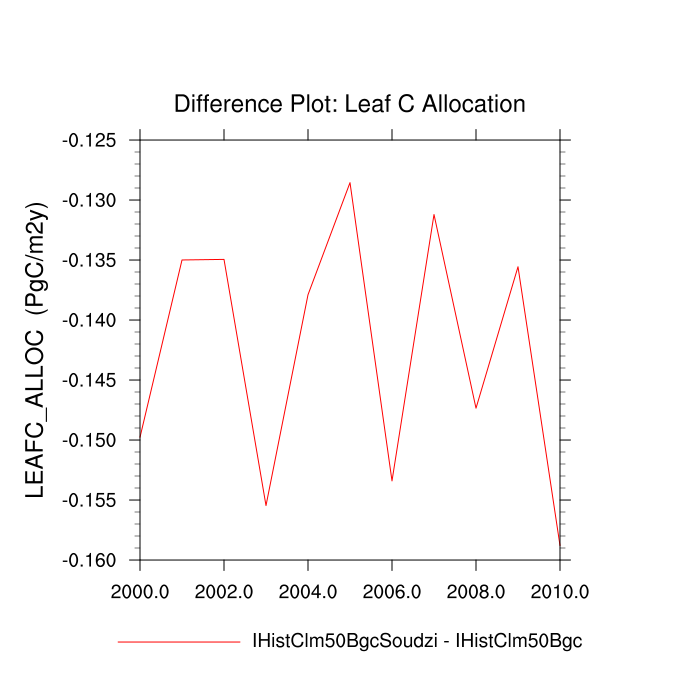 Difference Plot: Leaf C Allocation
LEAFC_ALLOC (PgC/m2y)
-0.125
-0.130
-0.135
-0.140
-0.145
-0.150
-0.155
-0.160
2000.0 2002.0 2004.0 2006.0 2008.0 2010.0
IHistClm50BgcSoudzi - IHistClm50Bgc